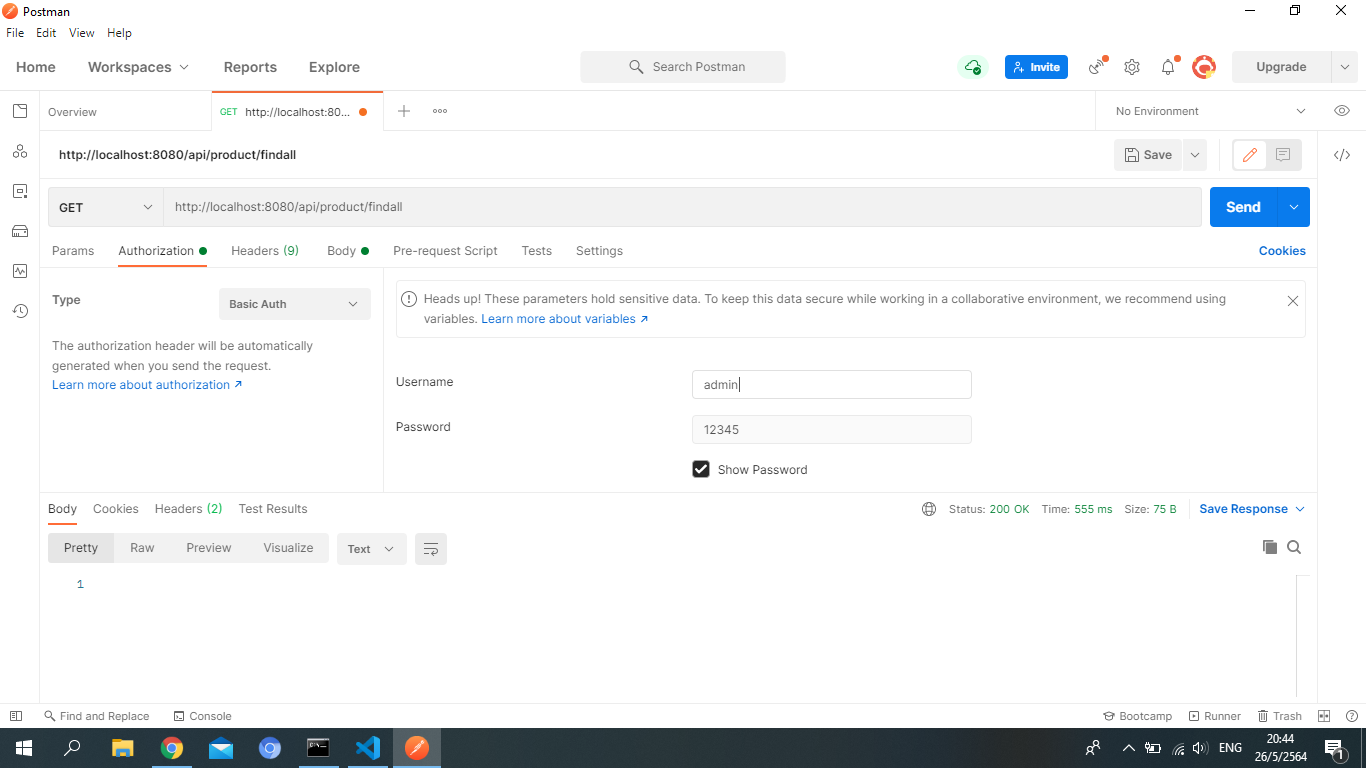 Postman
File Edit View Help
Home Workspaces Reports Explore Search Postman Invite Upgrade
Overview GET http://localhost:80... No Environment
http://localhost:8080/api/product/findall Save
GET http://localhost:8080/api/product/findall Send
Params Authorization Headers (9) Body Pre-request Script Tests Settings Cookies
Type Basic Auth
The authorization header will be automatically
generated when you send the request.
Learn more about authorization ↗
Heads up! These parameters hold sensitive data. To keep this data secure while working in a collaborative environment, we recommend using
variables. Learn more about variables ↗
Username admin
Password 12345
Show Password
Body Cookies Headers (2) Test Results Status: 200 OK Time: 555 ms Size: 75 B Save Response
Pretty Raw Preview Visualize Text
1
Find and Replace Console Bootcamp Runner Trash
ENG 20:44
26/5/2564 1